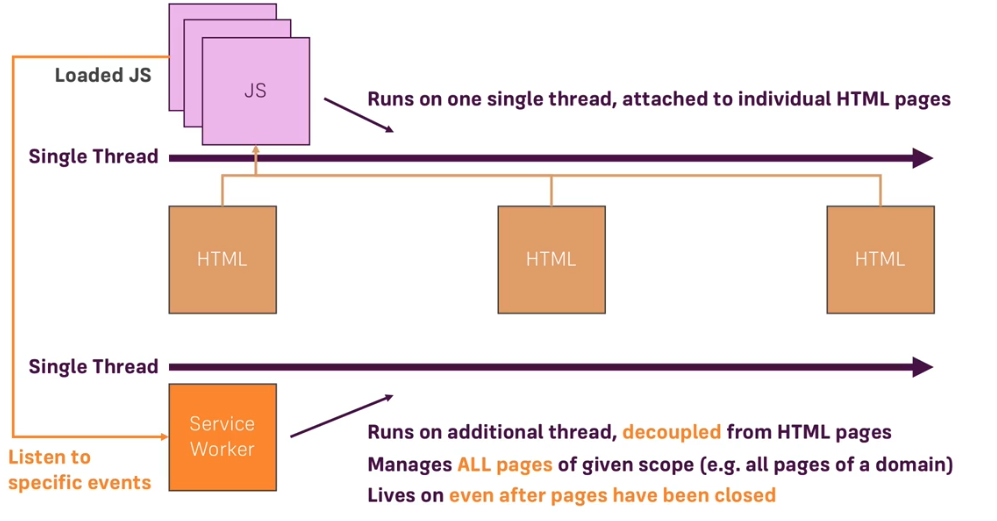 JS
Loaded JS
Runs on one single thread, attached to individual HTML pages
Single Thread
HTML
HTML
HTML
Single Thread
Service
Worker
Runs on additional thread, decoupled from HTML pages
Manages ALL pages of given scope (e.g. all pages of a domain)
Lives on even after pages have been closed
Listen to
specific events